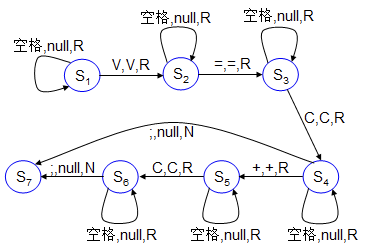 空格,null,R
空格,null,R
空格,null,R
S1
V,V,R
S2
=,=,R
S3
C,C,R
;,null,N
S7
;,null,N
S6
C,C,R
S5
+,+,R
S4
空格,null,R
空格,null,R
空格,null,R